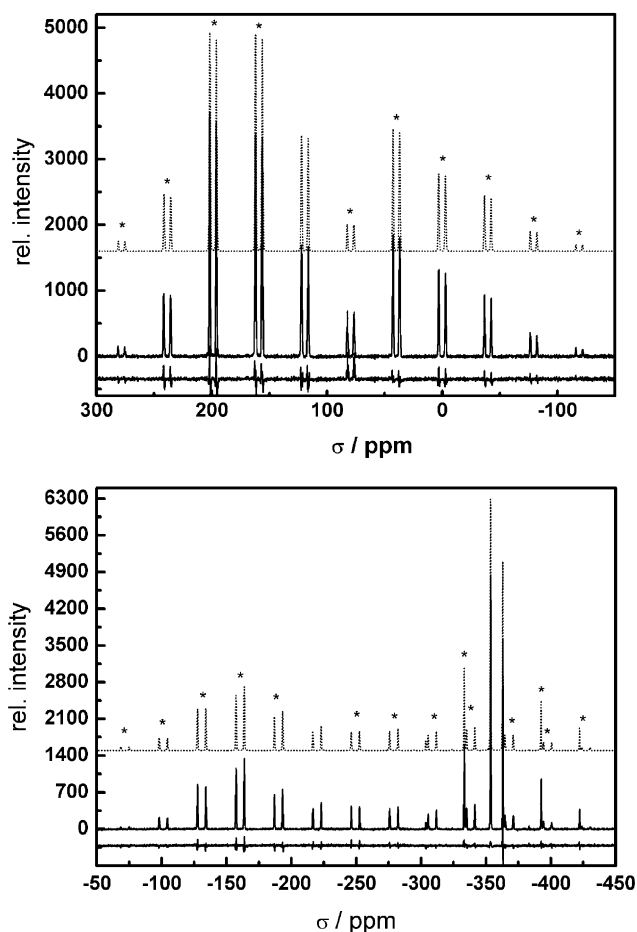 5000
4000
3000
2000
1000
0
rel. intensity
* * * * * * * * *
300 200 100 0 -100
σ / ppm
6300
5600
4900
4200
3500
2800
2100
1400
700
0
rel. intensity
* * * * * * * * * * *
-50 -100 -150 -200 -250 -300 -350 -400 -450
σ / ppm